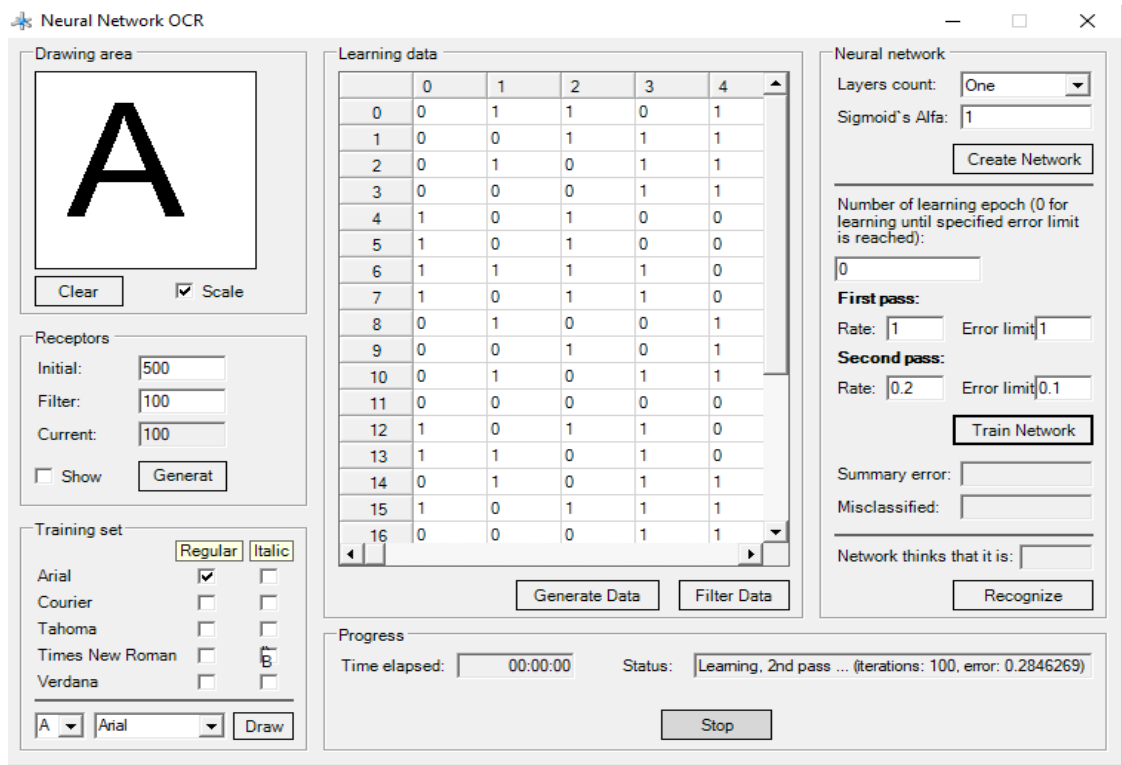 Neural Network OCR
Drawing area
A
Clear
Scale
Receptors
Initial: 500
Filter: 100
Current: 100
Show Generat
Training set
Regular Italic
Arial
Courier
Tahoma
Times New Roman B
Verdana
A Arial Draw
Learning data
0 1 2 3 4
0 0 1 1 0 1
1 0 0 1 1 1
2 0 1 0 1 1
3 0 0 0 1 1
4 1 0 1 0 0
5 1 0 1 0 0
6 1 1 1 1 0
7 1 0 1 1 0
8 0 1 0 0 1
9 0 0 1 0 1
10 0 1 0 1 1
11 0 0 0 0 0
12 1 0 1 1 0
13 1 1 0 1 0
14 0 1 0 1 1
15 1 0 1 1 1
16 0 0 0 1 1
Generate Data Filter Data
Neural network
Layers count: One
Sigmoid`s Alfa: 1
Create Network
Number of learning epoch (0 for
learning until specified error limit
is reached):
0
First pass:
Rate: 1 Error limit 1
Second pass:
Rate: 0.2 Error limit 0.1
Train Network
Summary error:
Misclassified:
Network thinks that it is:
Recognize
Progress
Time elapsed: 00:00:00 Status: Learning, 2nd pass ... (iterations: 100, error: 0.2846269)
Stop